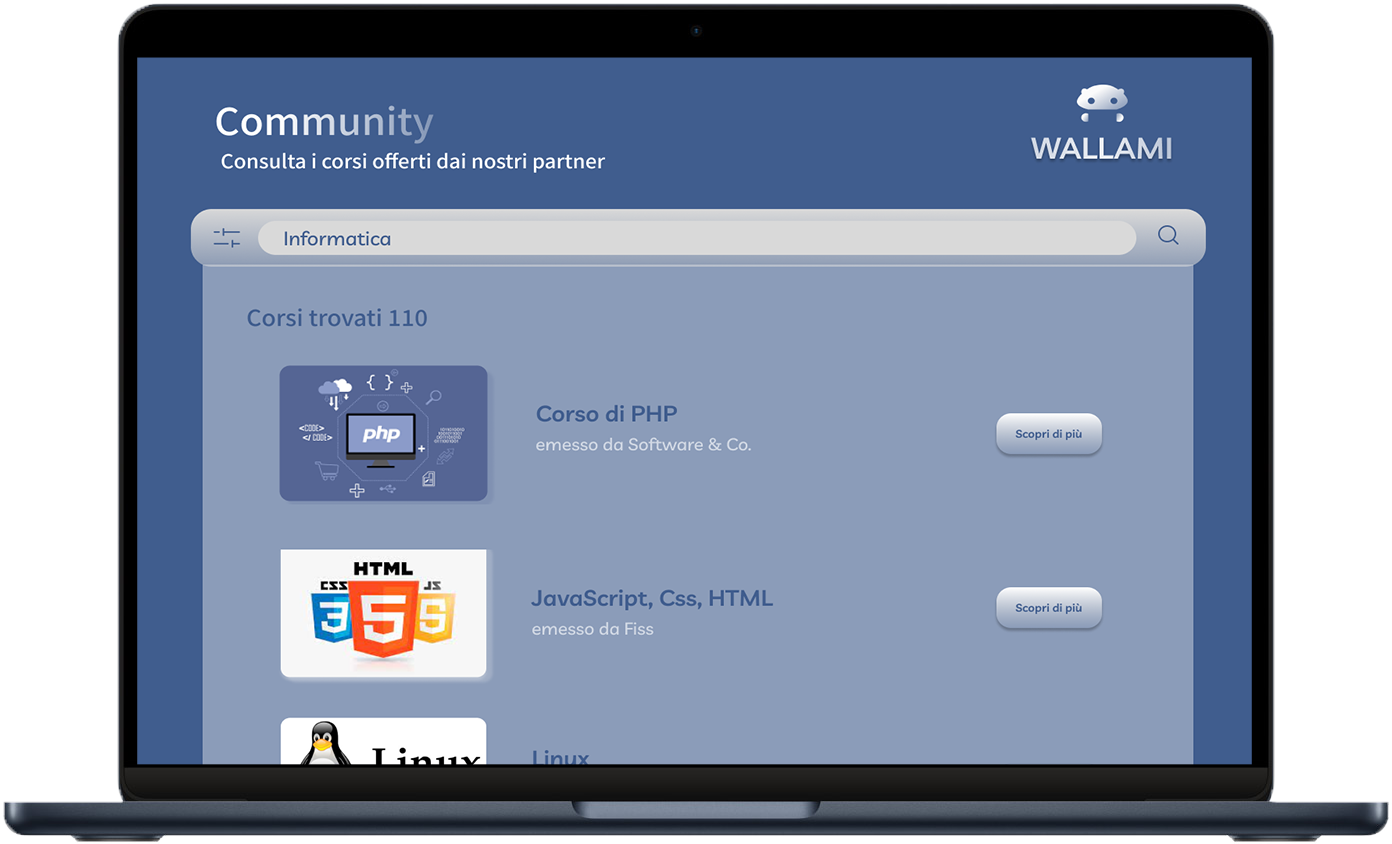 Community
Consulta i corsi offerti dai nostri partner
WALLAMI
Informatica
Corsi trovati 110
{ }
<CODE>
</ CODE>
php
Corso di PHP
emesso da Software & Co.
Scopri di più
HTML
CSS
JS
3
5
JavaScript, Css, HTML
emesso da Fiss
Scopri di più
Linux
Linux